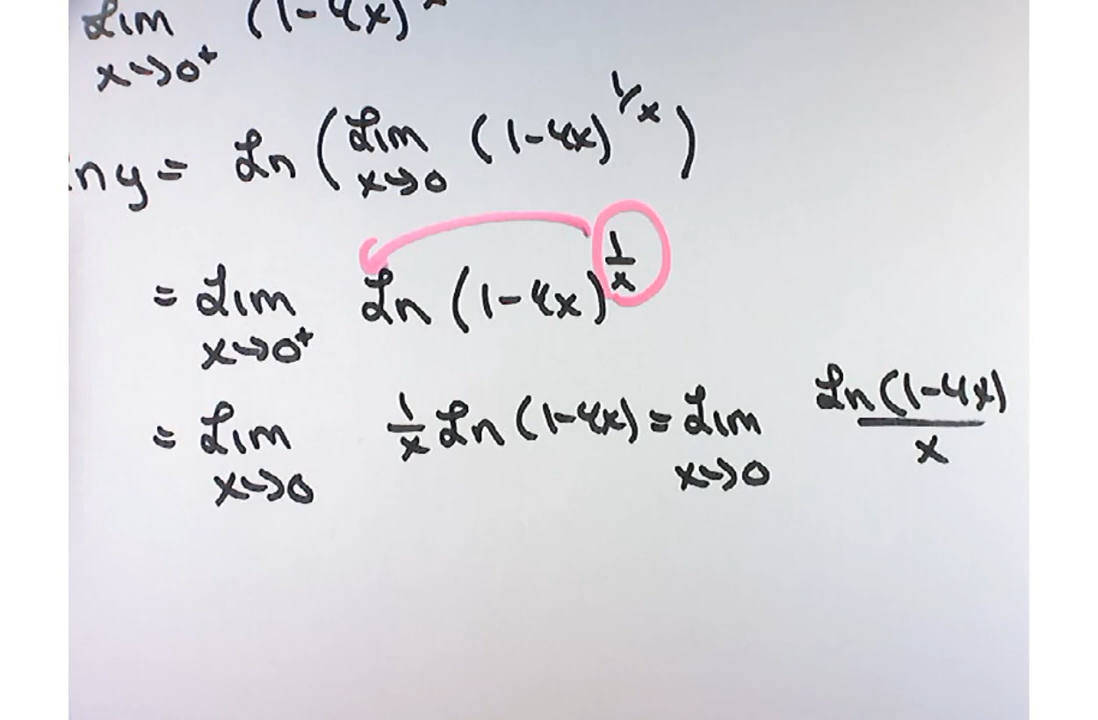 Lim (1-4x)
x→0⁺
ln y = Ln ( Lim (1-4x)^1/x )
x→0
= Lim Ln (1-4x)^1/x
x→0⁺
= Lim 1/x Ln (1-4x) = Lim Ln(1-4x)/x
x→0 x→0